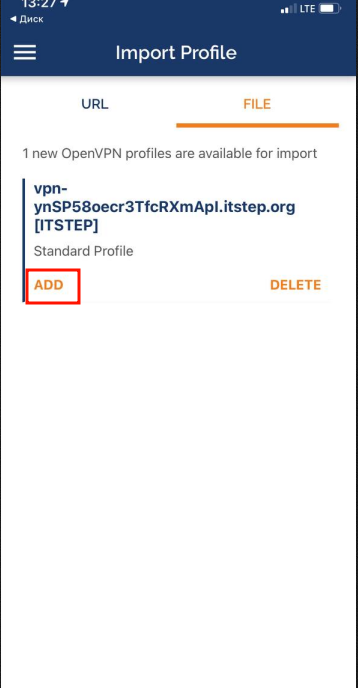 13:27
LTE
◂ Диск
Import Profile
URL
FILE
1 new OpenVPN profiles are available for import
vpn-
ynSP58oecr3TfcRXmApI.itstep.org
[ITSTEP]
Standard Profile
ADD
DELETE